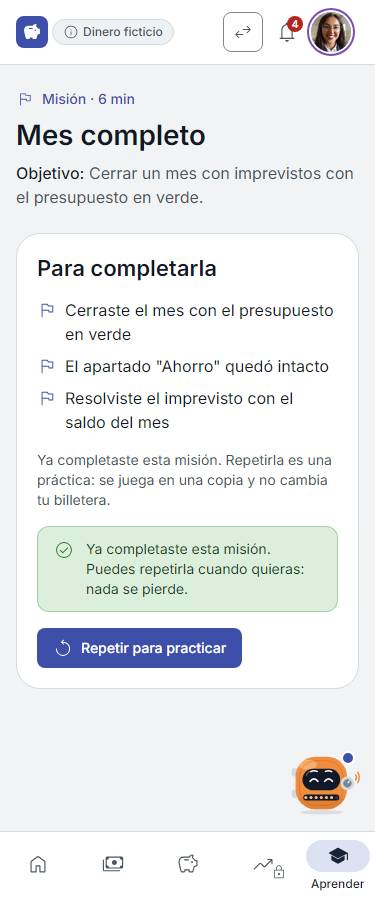 Dinero ficticio
4
Misión · 6 min
Mes completo
Objetivo: Cerrar un mes con imprevistos con
el presupuesto en verde.
Para completarla
Cerraste el mes con el presupuesto
en verde
El apartado "Ahorro" quedó intacto
Resolviste el imprevisto con el
saldo del mes
Ya completaste esta misión. Repetirla es una
práctica: se juega en una copia y no cambia
tu billetera.
Ya completaste esta misión.
Puedes repetirla cuando quieras:
nada se pierde.
Repetir para practicar
Aprender